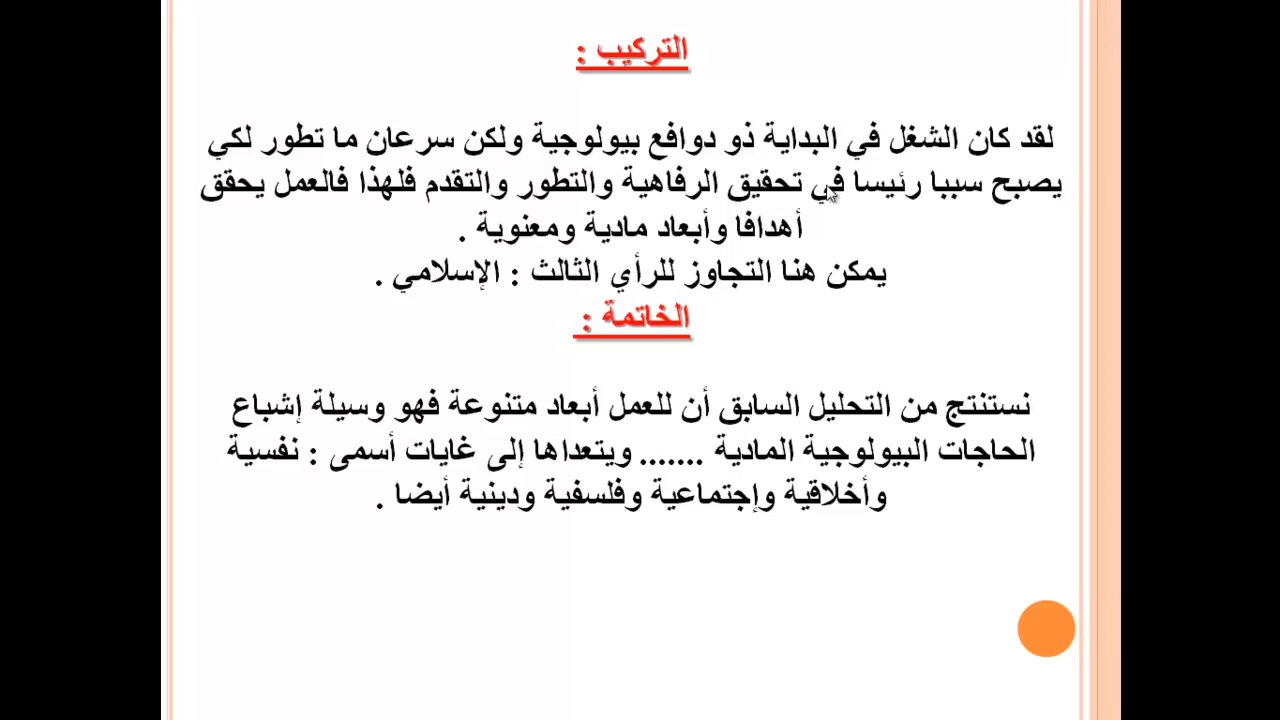 التركيب :
لقد كان الشغل في البداية ذو دوافع بيولوجية ولكن سرعان ما تطور لكي
يصبح سببا رئيسا في تحقيق الرفاهية والتطور والتقدم فلهذا فالعمل يحقق
أهدافا وأبعاد مادية ومعنوية .
يمكن هنا التجاوز للرأي الثالث : الإسلامي .
الخاتمة :
نستنتج من التحليل السابق أن للعمل أبعاد متنوعة فهو وسيلة إشباع
الحاجات البيولوجية المادية ....... ويتعداها إلى غايات أسمى : نفسية
وأخلاقية وإجتماعية وفلسفية ودينية أيضا .